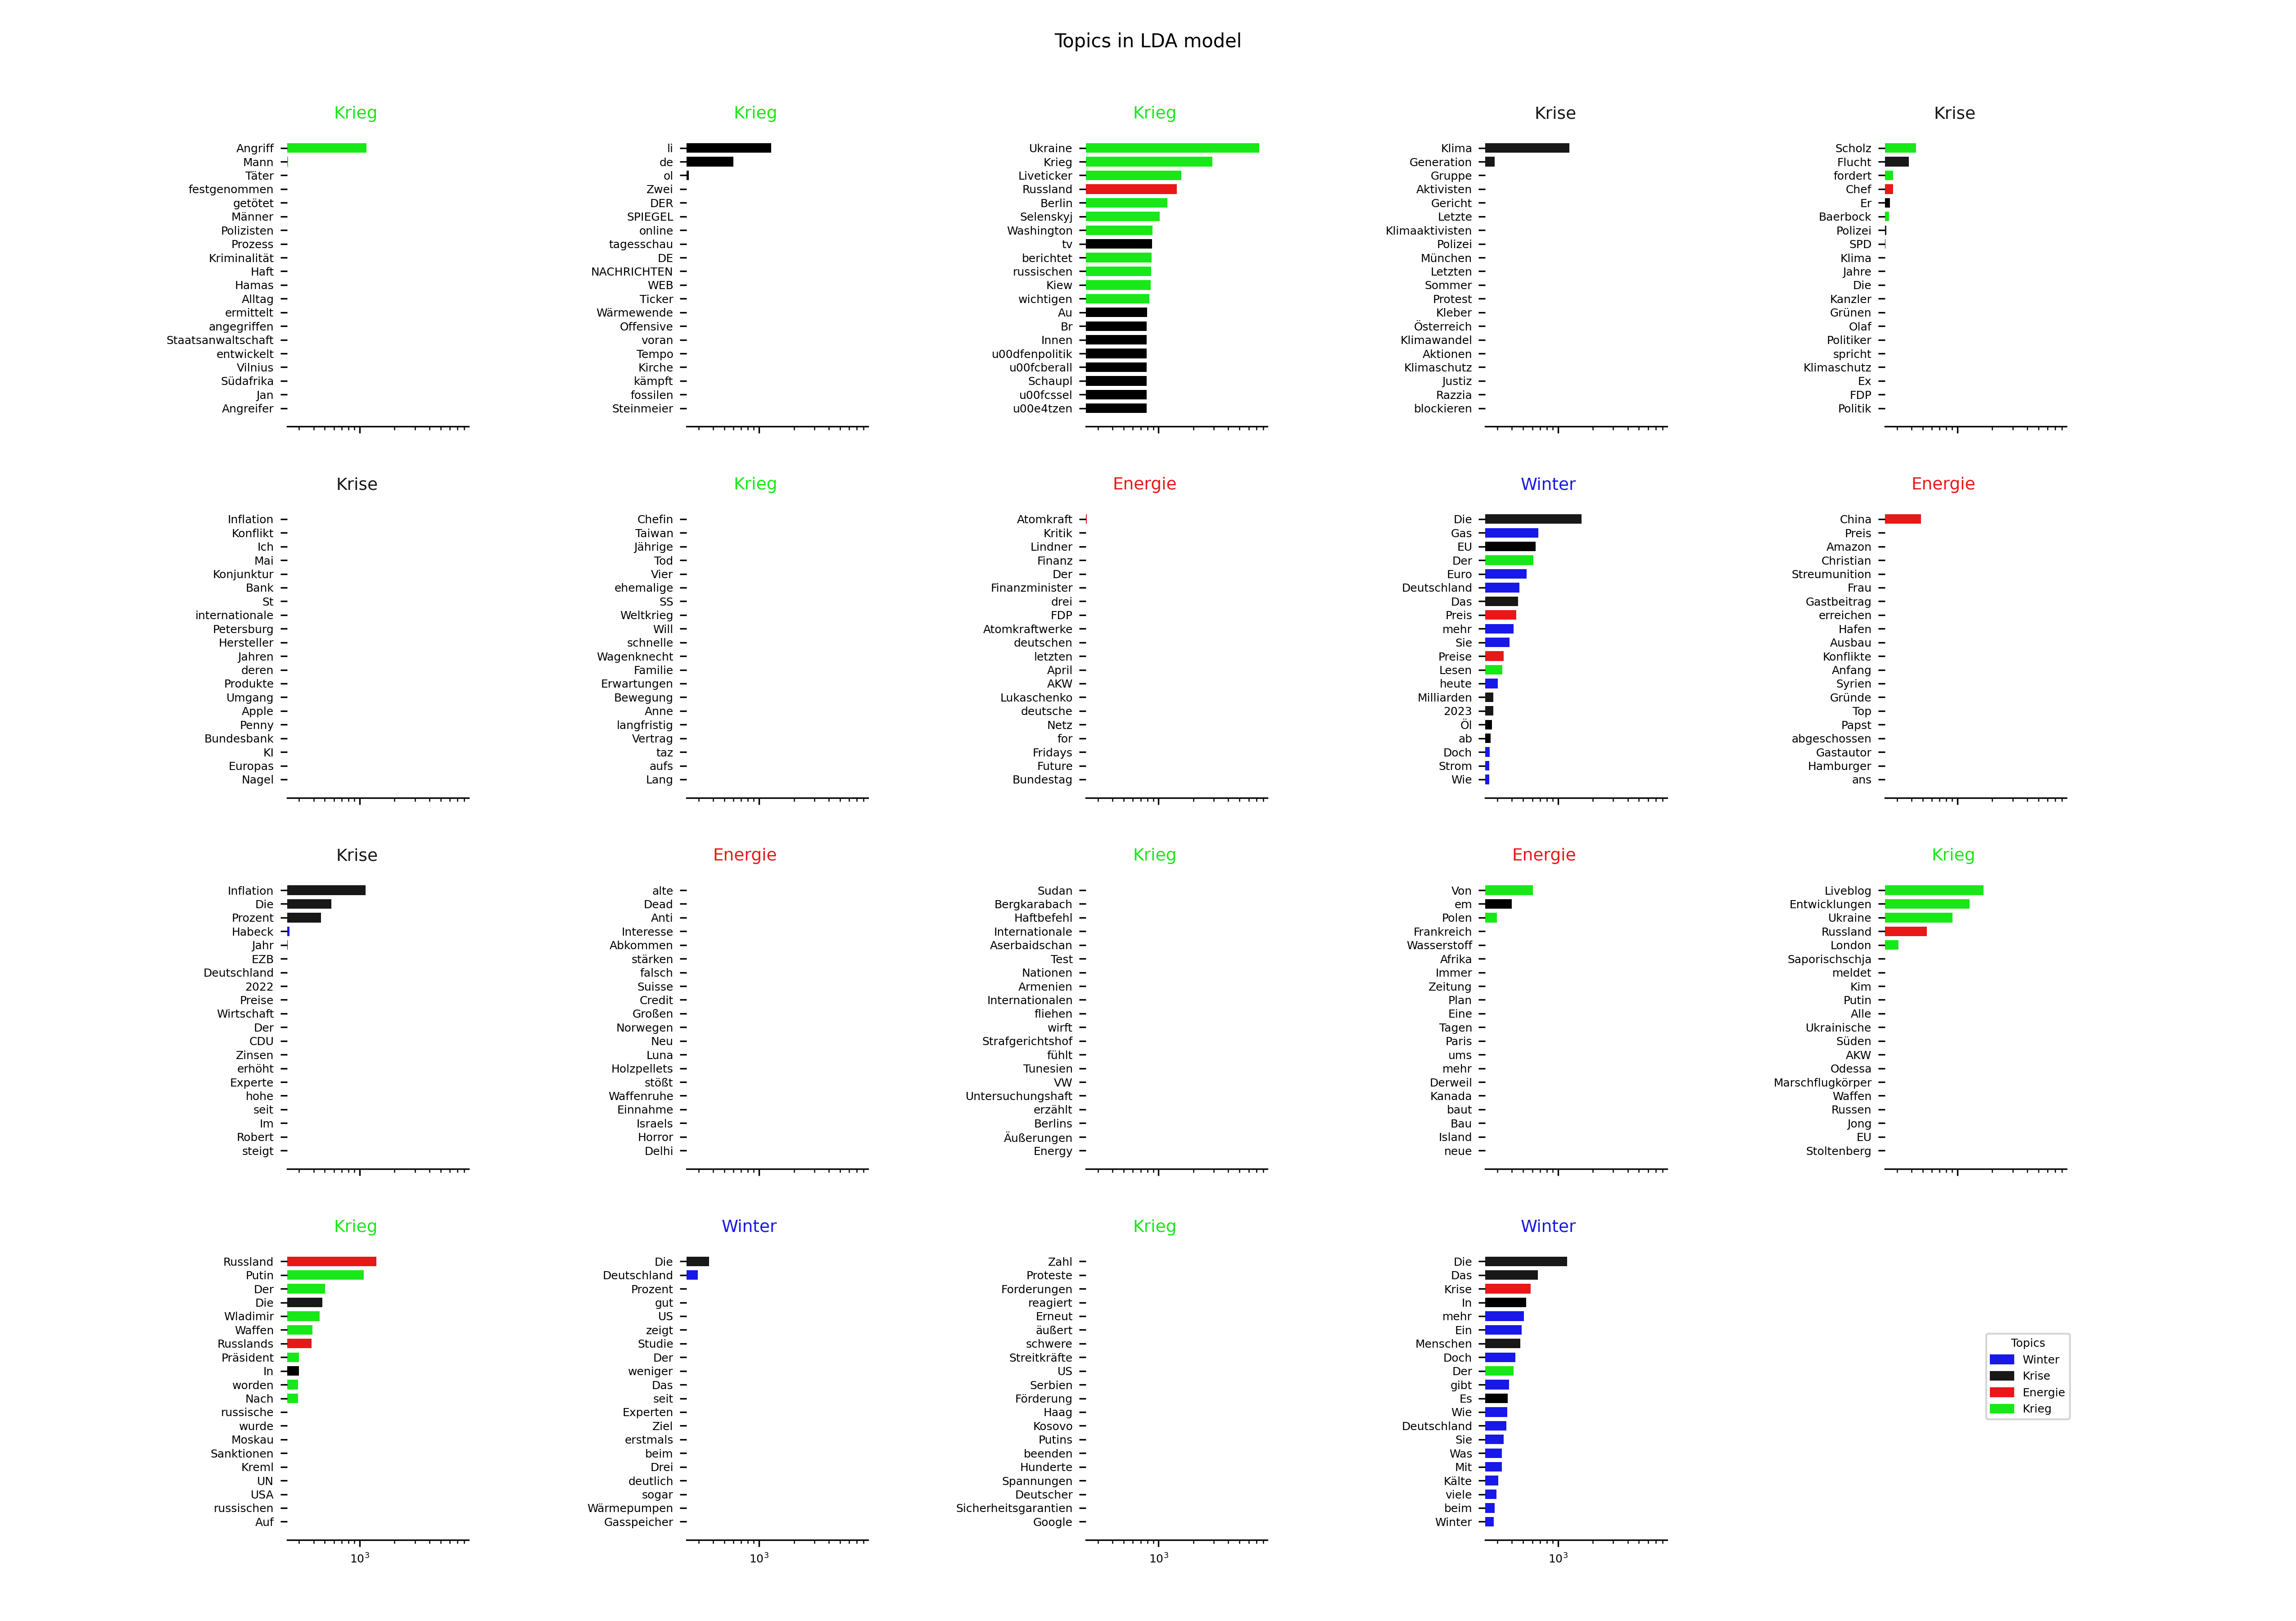 Topics in LDA model
Krieg
Angriff
Mann
Täter
festgenommen
getötet
Männer
Polizisten
Prozess
Kriminalität
Haft
Hamas
Alltag
ermittelt
angegriffen
Staatsanwaltschaft
entwickelt
Vilnius
Südafrika
Jan
Angreifer
Krieg
li
de
ol
Zwei
DER
SPIEGEL
online
tagesschau
DE
NACHRICHTEN
WEB
Ticker
Wärmewende
Offensive
voran
Tempo
Kirche
kämpft
fossilen
Steinmeier
Krieg
Ukraine
Krieg
Liveticker
Russland
Berlin
Selenskyj
Washington
tv
berichtet
russischen
Kiew
wichtigen
Au
Br
Innen
u00dfenpolitik
u00fcberall
Schaupl
u00fcssel
u00e4tzen
Krise
Klima
Generation
Gruppe
Aktivisten
Gericht
Letzte
Klimaaktivisten
Polizei
München
Letzten
Sommer
Protest
Kleber
Österreich
Klimawandel
Aktionen
Klimaschutz
Justiz
Razzia
blockieren
Krise
Scholz
Flucht
fordert
Chef
Er
Baerbock
Polizei
SPD
Klima
Jahre
Die
Kanzler
Grünen
Olaf
Politiker
spricht
Klimaschutz
Ex
FDP
Politik
Krise
Inflation
Konflikt
Ich
Mai
Konjunktur
Bank
St
internationale
Petersburg
Hersteller
Jahren
deren
Produkte
Umgang
Apple
Penny
Bundesbank
KI
Europas
Nagel
Krieg
Chefin
Taiwan
Jährige
Tod
Vier
ehemalige
SS
Weltkrieg
Will
schnelle
Wagenknecht
Familie
Erwartungen
Bewegung
Anne
langfristig
Vertrag
taz
aufs
Lang
Energie
Atomkraft
Kritik
Lindner
Finanz
Der
Finanzminister
drei
FDP
Atomkraftwerke
deutschen
letzten
April
AKW
Lukaschenko
deutsche
Netz
for
Fridays
Future
Bundestag
Winter
Die
Gas
EU
Der
Euro
Deutschland
Das
Preis
mehr
Sie
Preise
Lesen
heute
Milliarden
2023
Öl
ab
Doch
Strom
Wie
Energie
China
Preis
Amazon
Christian
Streumunition
Frau
Gastbeitrag
erreichen
Hafen
Ausbau
Konflikte
Anfang
Syrien
Gründe
Top
Papst
abgeschossen
Gastautor
Hamburger
ans
Krise
Inflation
Die
Prozent
Habeck
Jahr
EZB
Deutschland
2022
Preise
Wirtschaft
Der
CDU
Zinsen
erhöht
Experte
hohe
seit
Im
Robert
steigt
Energie
alte
Dead
Anti
Interesse
Abkommen
stärken
falsch
Suisse
Credit
Großen
Norwegen
Neu
Luna
Holzpellets
stößt
Waffenruhe
Einnahme
Israels
Horror
Delhi
Krieg
Sudan
Bergkarabach
Haftbefehl
Internationale
Aserbaidschan
Test
Nationen
Armenien
Internationalen
fliehen
wirft
Strafgerichtshof
fühlt
Tunesien
VW
Untersuchungshaft
erzählt
Berlins
Äußerungen
Energy
Energie
Von
em
Polen
Frankreich
Wasserstoff
Afrika
Immer
Zeitung
Plan
Eine
Tagen
Paris
ums
mehr
Derweil
Kanada
baut
Bau
Island
neue
Krieg
Liveblog
Entwicklungen
Ukraine
Russland
London
Saporischschja
meldet
Kim
Putin
Alle
Ukrainische
Süden
AKW
Odessa
Marschflugkörper
Waffen
Russen
Jong
EU
Stoltenberg
Krieg
Russland
Putin
Der
Die
Wladimir
Waffen
Russlands
Präsident
In
worden
Nach
russische
wurde
Moskau
Sanktionen
Kreml
UN
USA
russischen
Auf
10³
Winter
Die
Deutschland
Prozent
gut
US
zeigt
Studie
Der
weniger
Das
seit
Experten
Ziel
erstmals
beim
Drei
deutlich
sogar
Wärmepumpen
Gasspeicher
10³
Krieg
Zahl
Proteste
Forderungen
reagiert
Erneut
äußert
schwere
Streitkräfte
US
Serbien
Förderung
Haag
Kosovo
Putins
beenden
Hunderte
Spannungen
Deutscher
Sicherheitsgarantien
Google
10³
Winter
Die
Das
Krise
In
mehr
Ein
Menschen
Doch
Der
gibt
Es
Wie
Deutschland
Sie
Was
Mit
Kälte
viele
beim
Winter
10³
Topics
Winter
Krise
Energie
Krieg